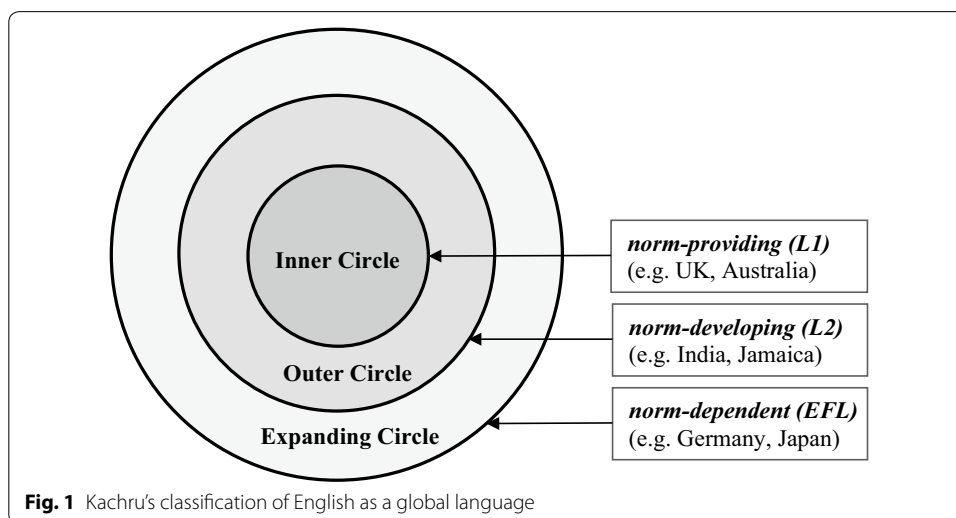 Inner Circle
norm-providing (L1)
(e.g. UK, Australia)
norm-developing (L2)
(e.g. India, Jamaica)
Outer Circle
norm-dependent (EFL)
(e.g. Germany, Japan)
Expanding Circle
Fig. 1 Kachru's classification of English as a global language